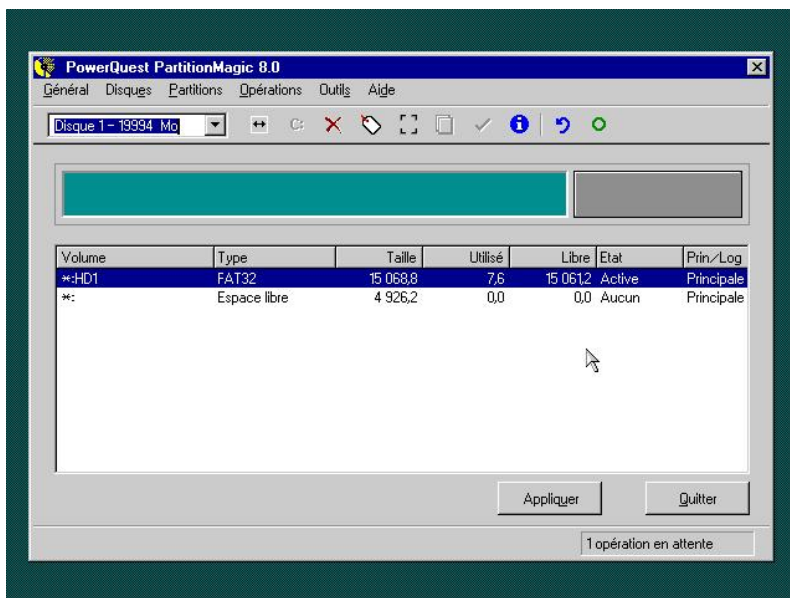 PowerQuest PartitionMagic 8.0
Général Disques Partitions Opérations Outils Aide
Disque 1 - 19994 Mo C:
Volume Type Taille Utilisé Libre Etat Prin/Log
*:HD1 FAT32 15 068,8 7,6 15 061,2 Active Principale
*: Espace libre 4 926,2 0,0 0,0 Aucun Principale
Appliquer Quitter
1 opération en attente